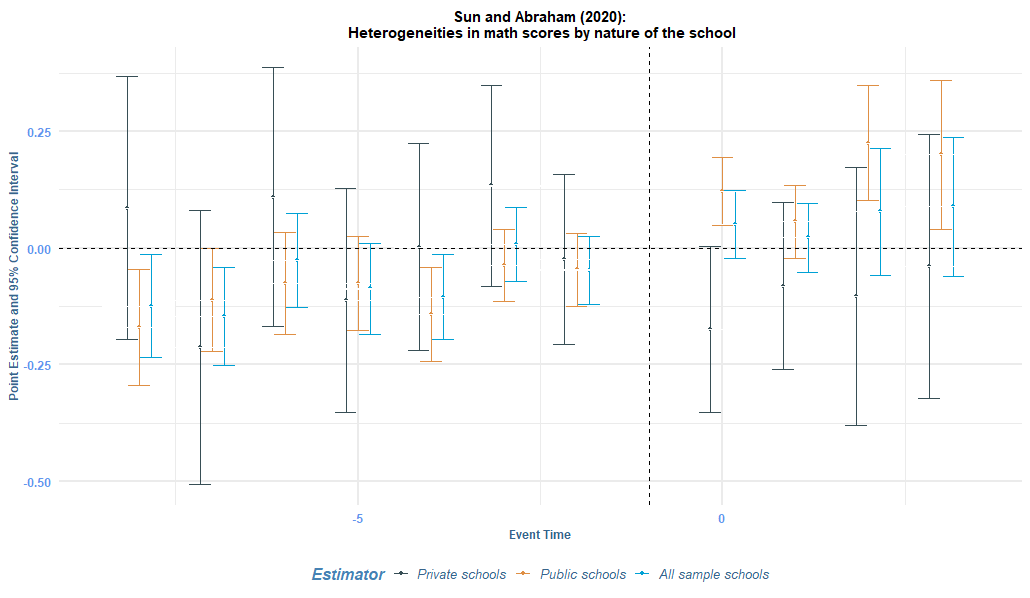 Sun and Abraham (2020):
Heterogeneities in math scores by nature of the school
Point Estimate and 95% Confidence Interval
0.25
0.00
-0.25
-0.50
-5
0
Event Time
Estimator Private schools Public schools All sample schools